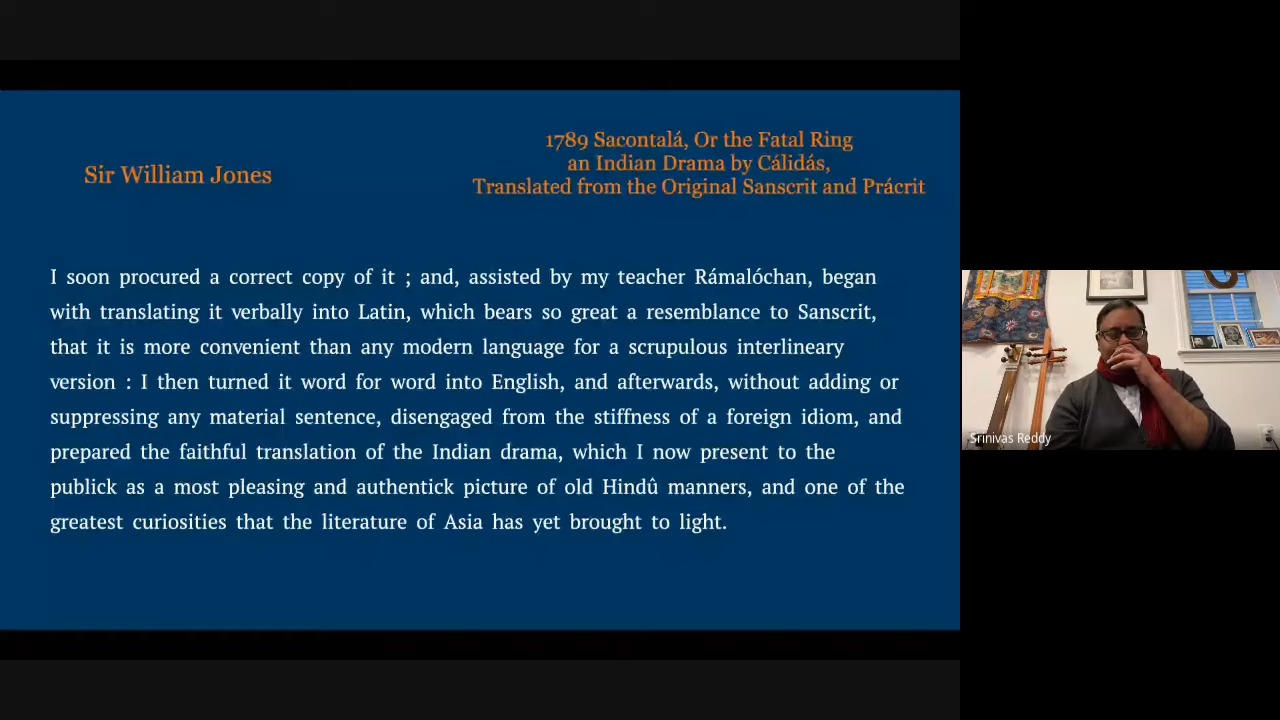 Sir William Jones
1789 Sacontalá, Or the Fatal Ring
an Indian Drama by Cálidás,
Translated from the Original Sanscrit and Prácrit
I soon procured a correct copy of it ; and, assisted by my teacher Rámalóchan, began
with translating it verbally into Latin, which bears so great a resemblance to Sanscrit,
that it is more convenient than any modern language for a scrupulous interlineary
version : I then turned it word for word into English, and afterwards, without adding or
suppressing any material sentence, disengaged from the stiffness of a foreign idiom, and
prepared the faithful translation of the Indian drama, which I now present to the
publick as a most pleasing and authentick picture of old Hindû manners, and one of the
greatest curiosities that the literature of Asia has yet brought to light.
Srinivas Reddy